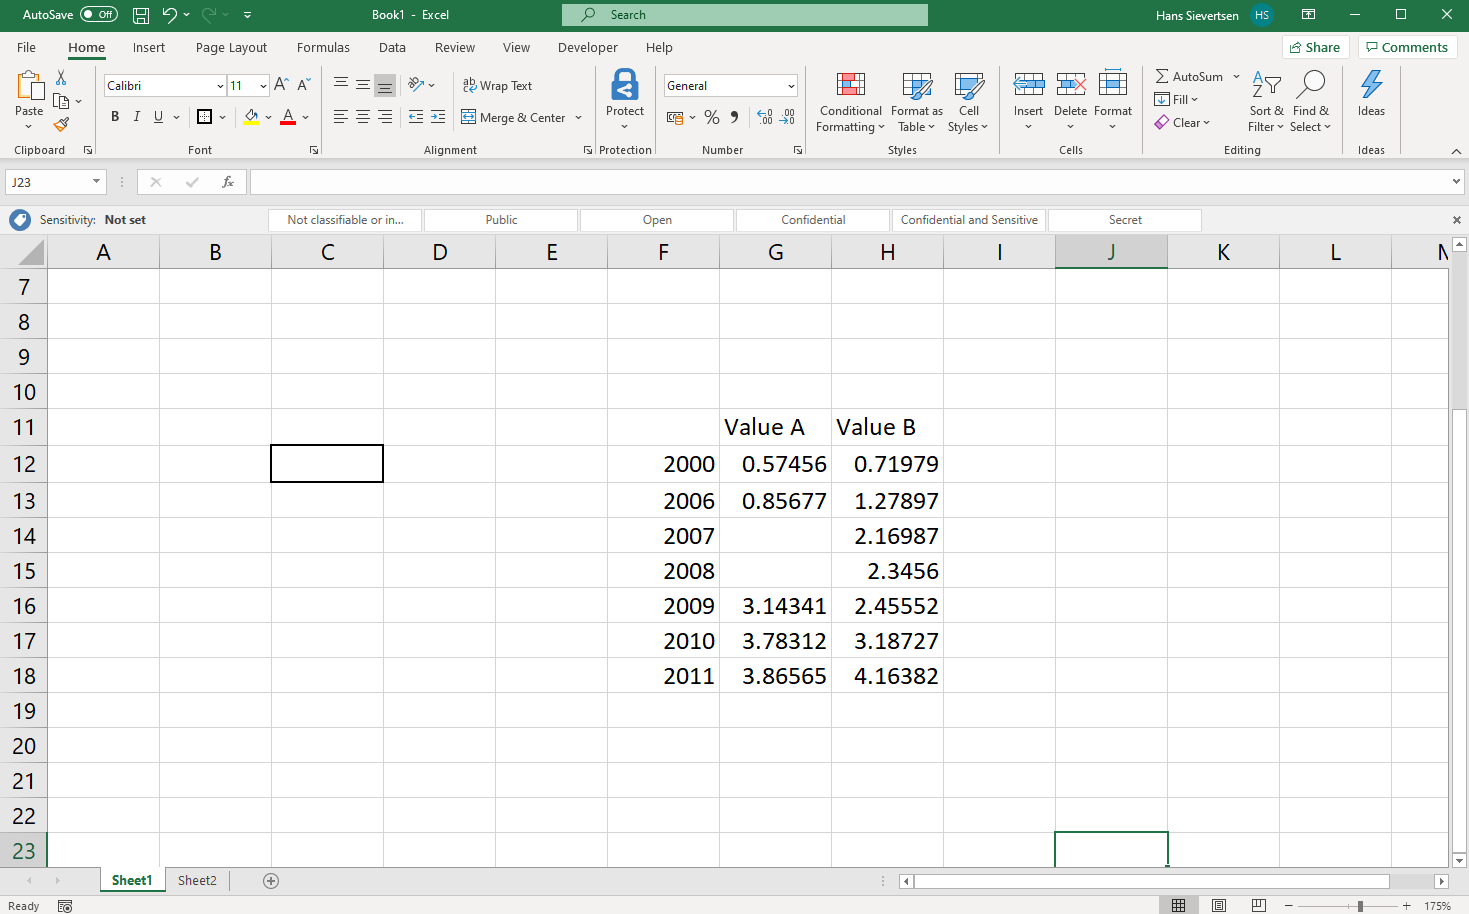 AutoSave Off Book1 - Excel Search Hans Sievertsen HS
File Home Insert Page Layout Formulas Data Review View Developer Help Share Comments
Paste Calibri 11 A A ab Wrap Text Protect General Conditional Formatting Format as Table Cell Styles Insert Delete Format AutoSum Sort & Filter Find & Select Ideas
B I U A Merge & Center % Fill
Clear
Clipboard Font Alignment Protection Number Styles Cells Editing Ideas
J23 fx
Sensitivity: Not set Not classifiable or in... Public Open Confidential Confidential and Sensitive Secret
A B C D E F G H I J K L
7
8
9
10
11 Value A Value B
12 2000 0.57456 0.71979
13 2006 0.85677 1.27897
14 2007 2.16987
15 2008 2.3456
16 2009 3.14341 2.45552
17 2010 3.78312 3.18727
18 2011 3.86565 4.16382
19
20
21
22
23
Sheet1 Sheet2
Ready 175%